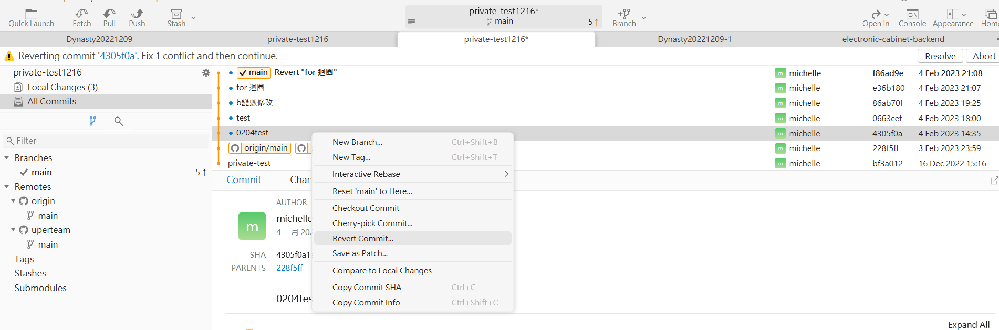 Quick Launch
Fetch
Pull
Push
Stash
private-test1216*
main
5↑
Branch
Open in
Console
Appearance
Dynasty20221209
private-test1216
private-test1216*
Dynasty20221209-1
electronic-cabinet-backend
Reverting commit '4305f0a'. Fix 1 conflict and then continue.
Resolve
Abort
private-test1216
Local Changes (3)
All Commits
Filter
Branches
main 5↑
Remotes
origin
main
uperteam
main
Tags
Stashes
Submodules
main Revert "for 迴圈" michelle f86ad9e 4 Feb 2023 21:08
for 迴圈 michelle e36b180 4 Feb 2023 21:07
b變數修改 michelle 86ab70f 4 Feb 2023 19:25
test michelle 0663cef 4 Feb 2023 18:00
0204test michelle 4305f0a 4 Feb 2023 14:35
origin/main michelle 228f5ff 3 Feb 2023 23:59
private-test michelle bf3a012 16 Dec 2022 15:16
Commit
Chan
AUTHOR
michelle
4 二月 202
SHA 4305f0a1
PARENTS 228f5ff
0204tes
Expand All
New Branch... Ctrl+Shift+B
New Tag... Ctrl+Shift+T
Interactive Rebase
Reset 'main' to Here...
Checkout Commit
Cherry-pick Commit...
Revert Commit...
Save as Patch...
Compare to Local Changes
Copy Commit SHA Ctrl+C
Copy Commit Info Ctrl+Shift+C